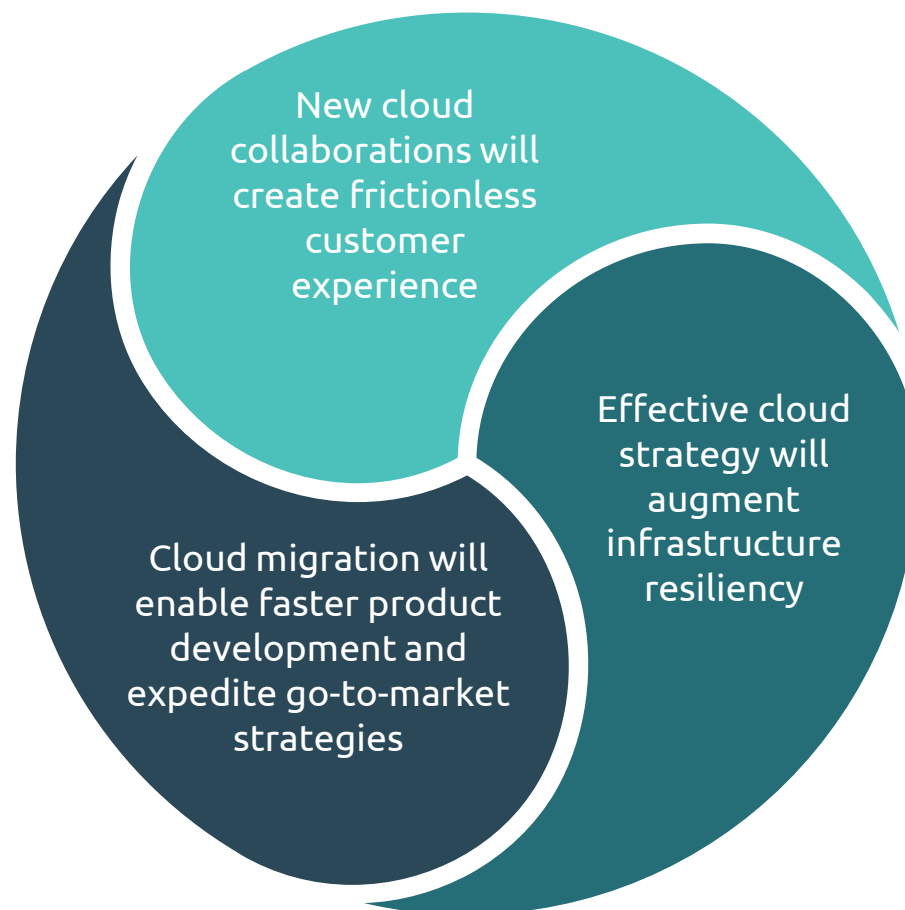 New cloud
collaborations will
create frictionless
customer
experience
Effective cloud
strategy will
augment
infrastructure
resiliency
Cloud migration will
enable faster product
development and
expedite go-to-market
strategies